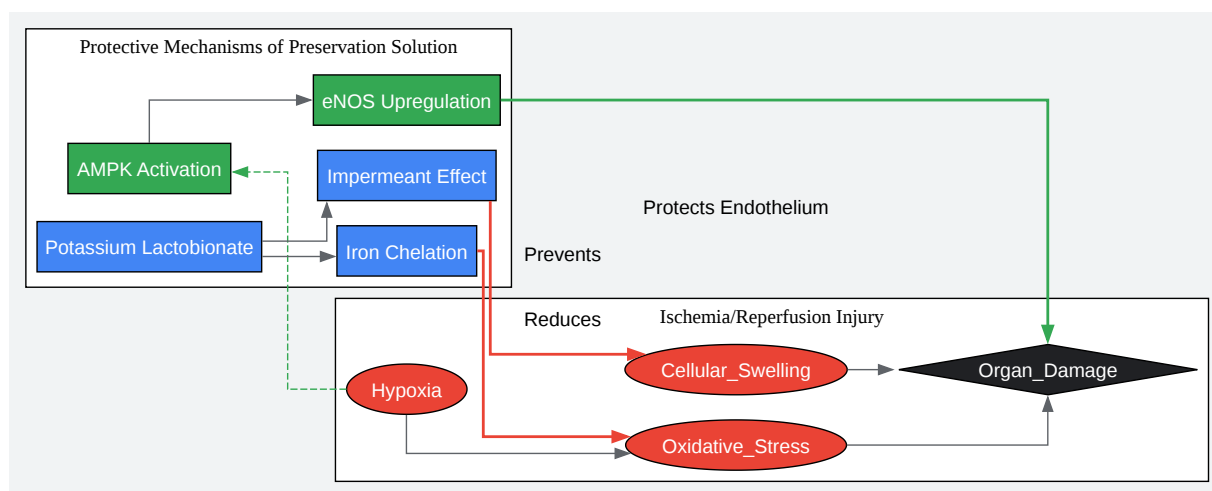 Protective Mechanisms of Preservation Solution
eNOS Upregulation
AMPK Activation
Impermeant Effect
Potassium Lactobionate
Iron Chelation
Protects Endothelium
Prevents
Reduces
Ischemia/Reperfusion Injury
Cellular_Swelling
Organ_Damage
Hypoxia
Oxidative_Stress